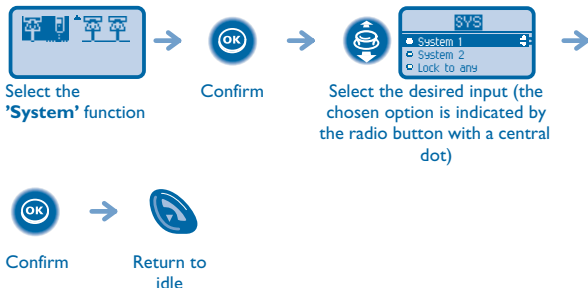 Select the
'System' function
OK
Confirm
SYS
System 1
System 2
Lock to any
Select the desired input (the
chosen option is indicated by
the radio button with a central
dot)
OK
Confirm
Return to
idle